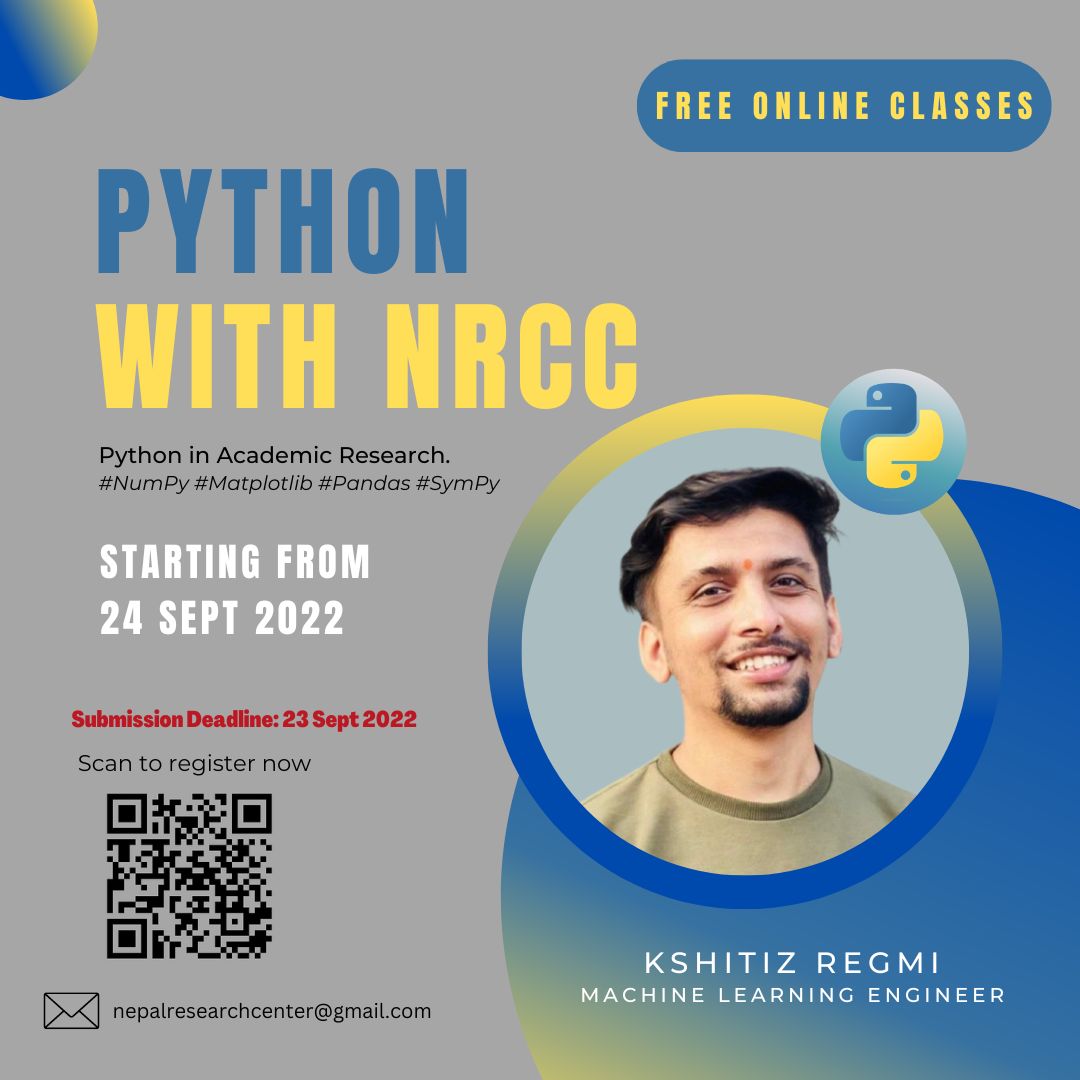 FREE ONLINE CLASSES
PYTHON
WITH NRCC
Python in Academic Research.
#NumPy #Matplotlib #Pandas #SymPy
STARTING FROM
24 SEPT 2022
Submission Deadline: 23 Sept 2022
Scan to register now
nepalresearchcenter@gmail.com
KSHITIZ REGMI
MACHINE LEARNING ENGINEER